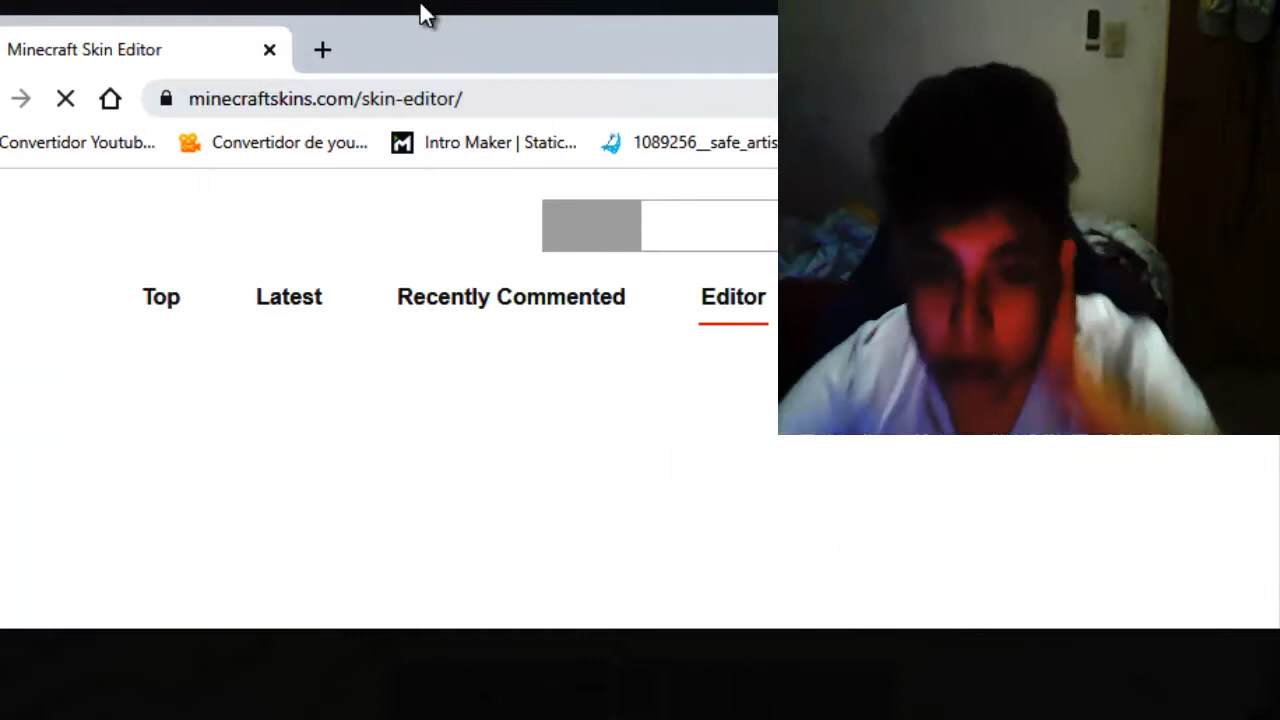 Minecraft Skin Editor
minecraftskins.com/skin-editor/
Convertidor Youtub... Convertidor de you... Intro Maker | Static... 1089256__safe_artis
Top Latest Recently Commented Editor